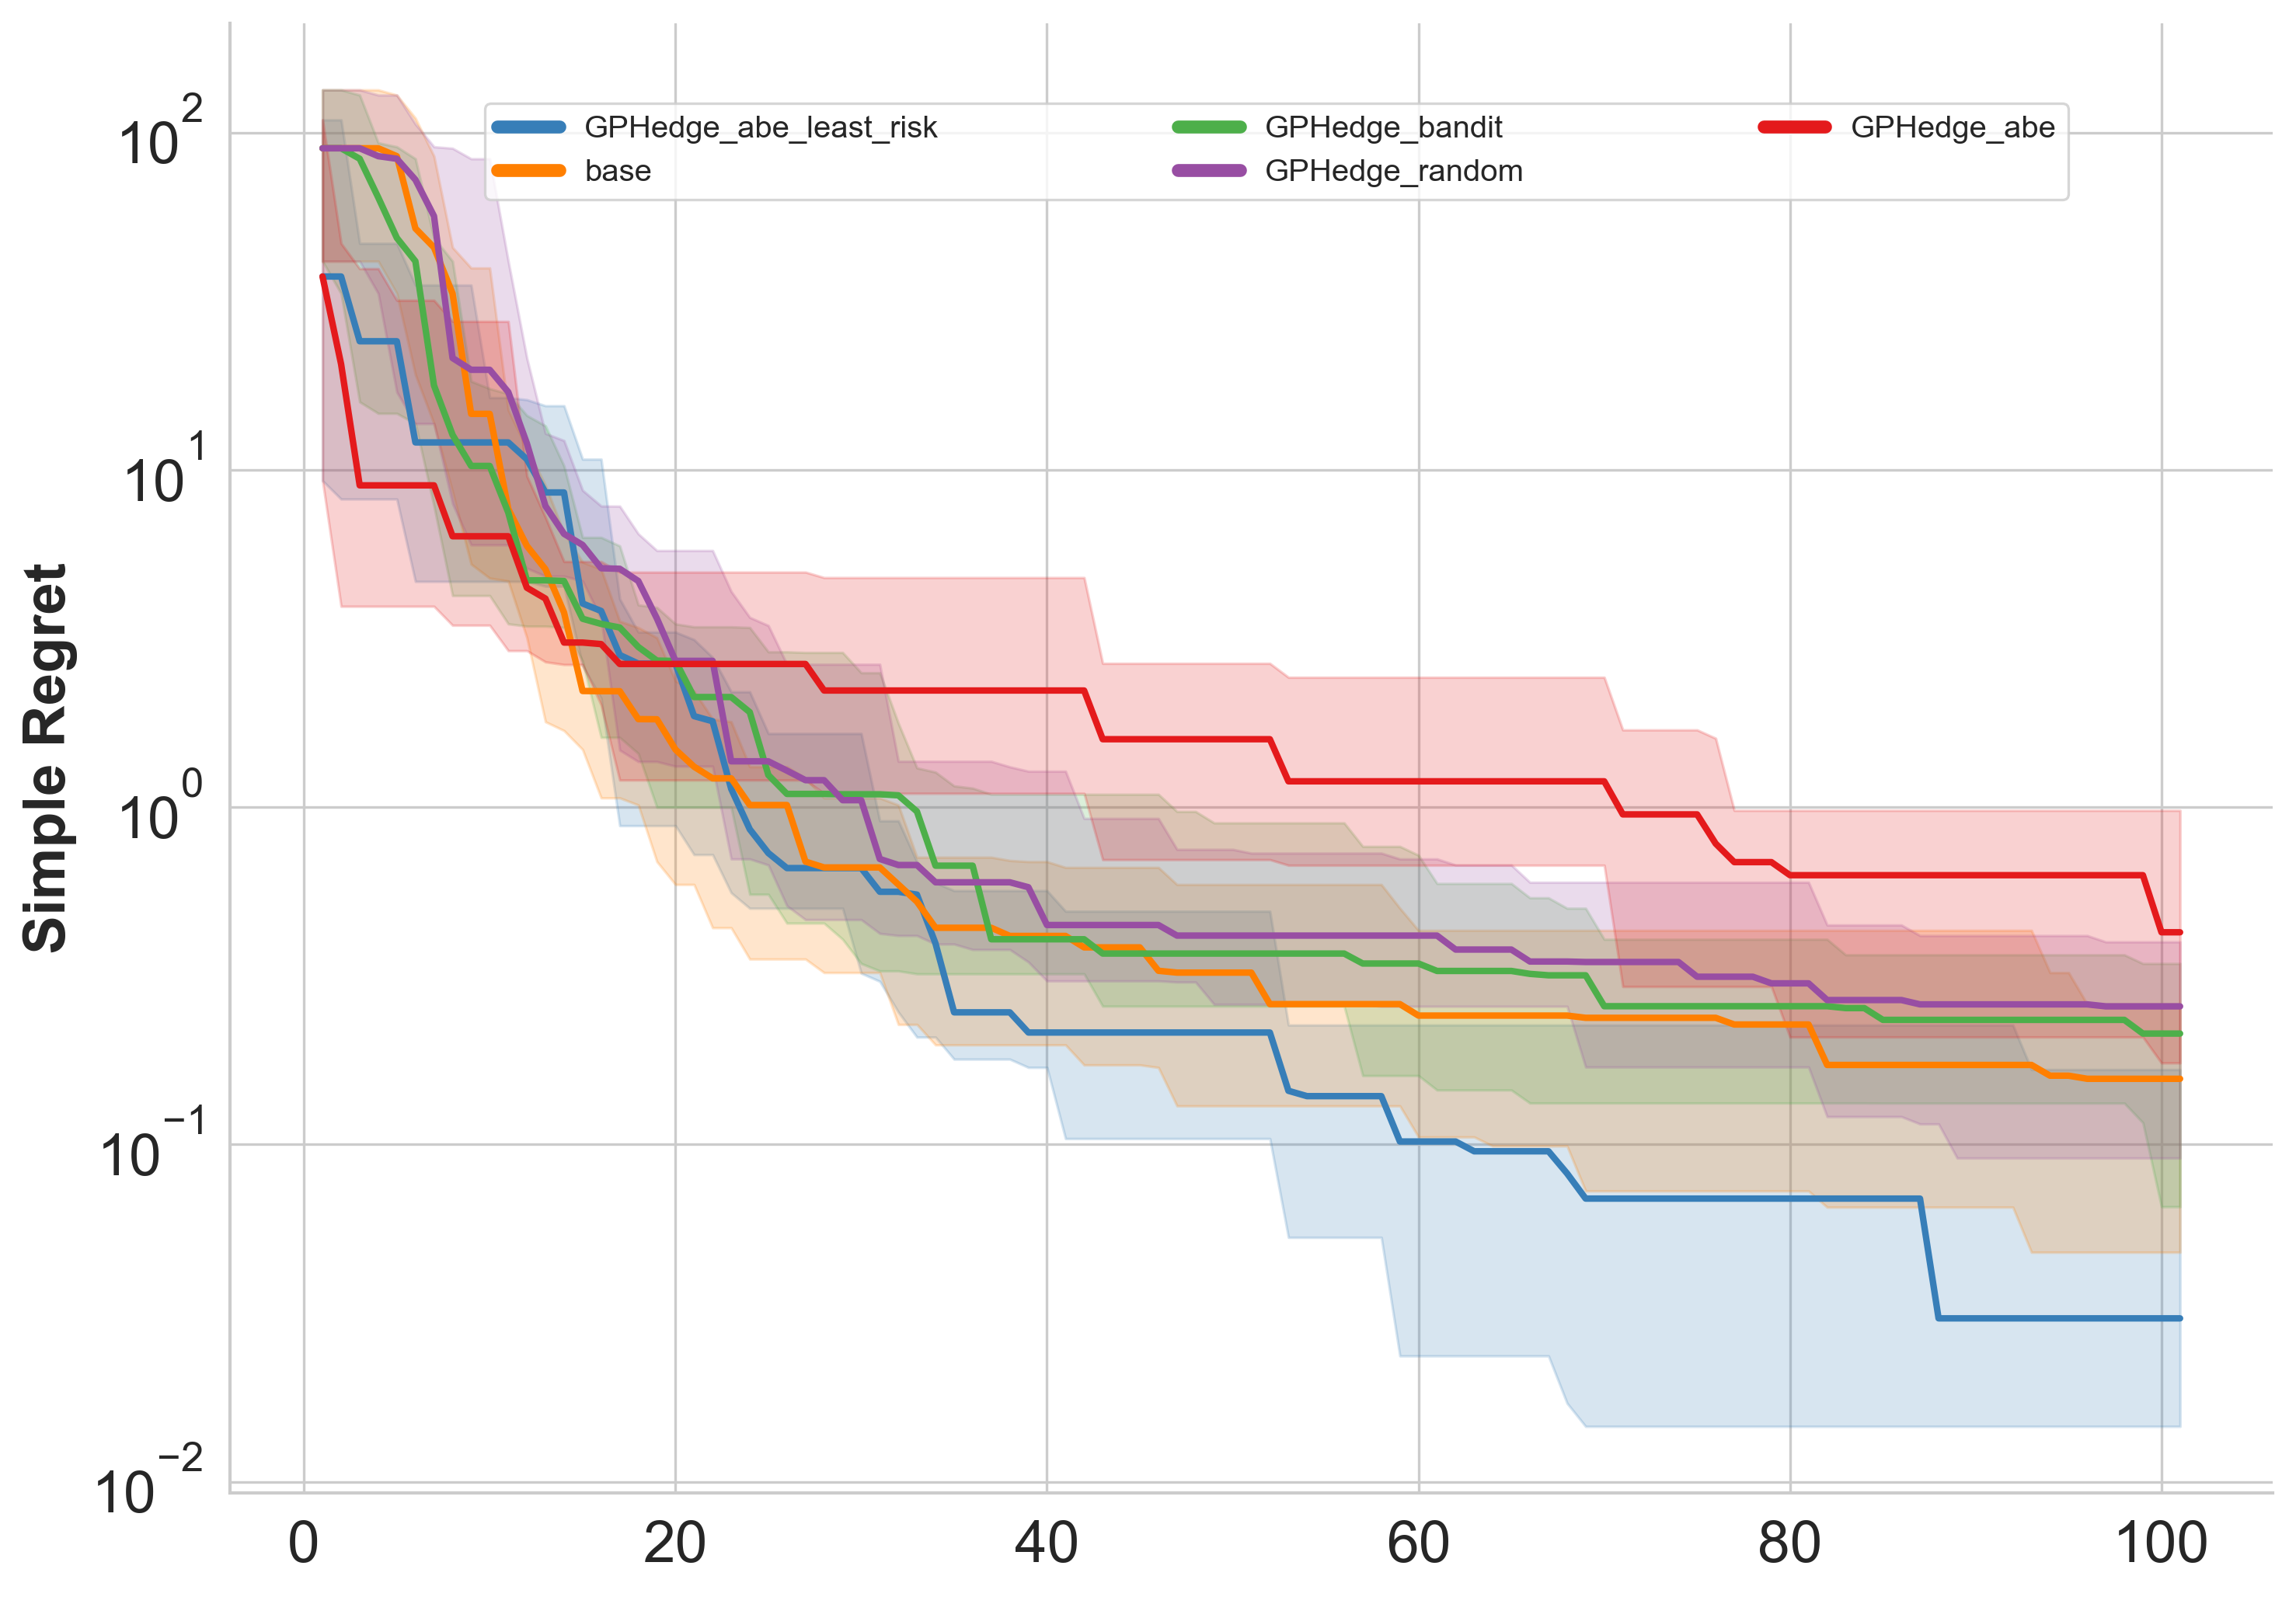 GPHedge_abe_least_risk
base
GPHedge_bandit
GPHedge_random
GPHedge_abe
Simple Regret
10^2
10^1
10^0
10^−1
10^−2
0 20 40 60 80 100